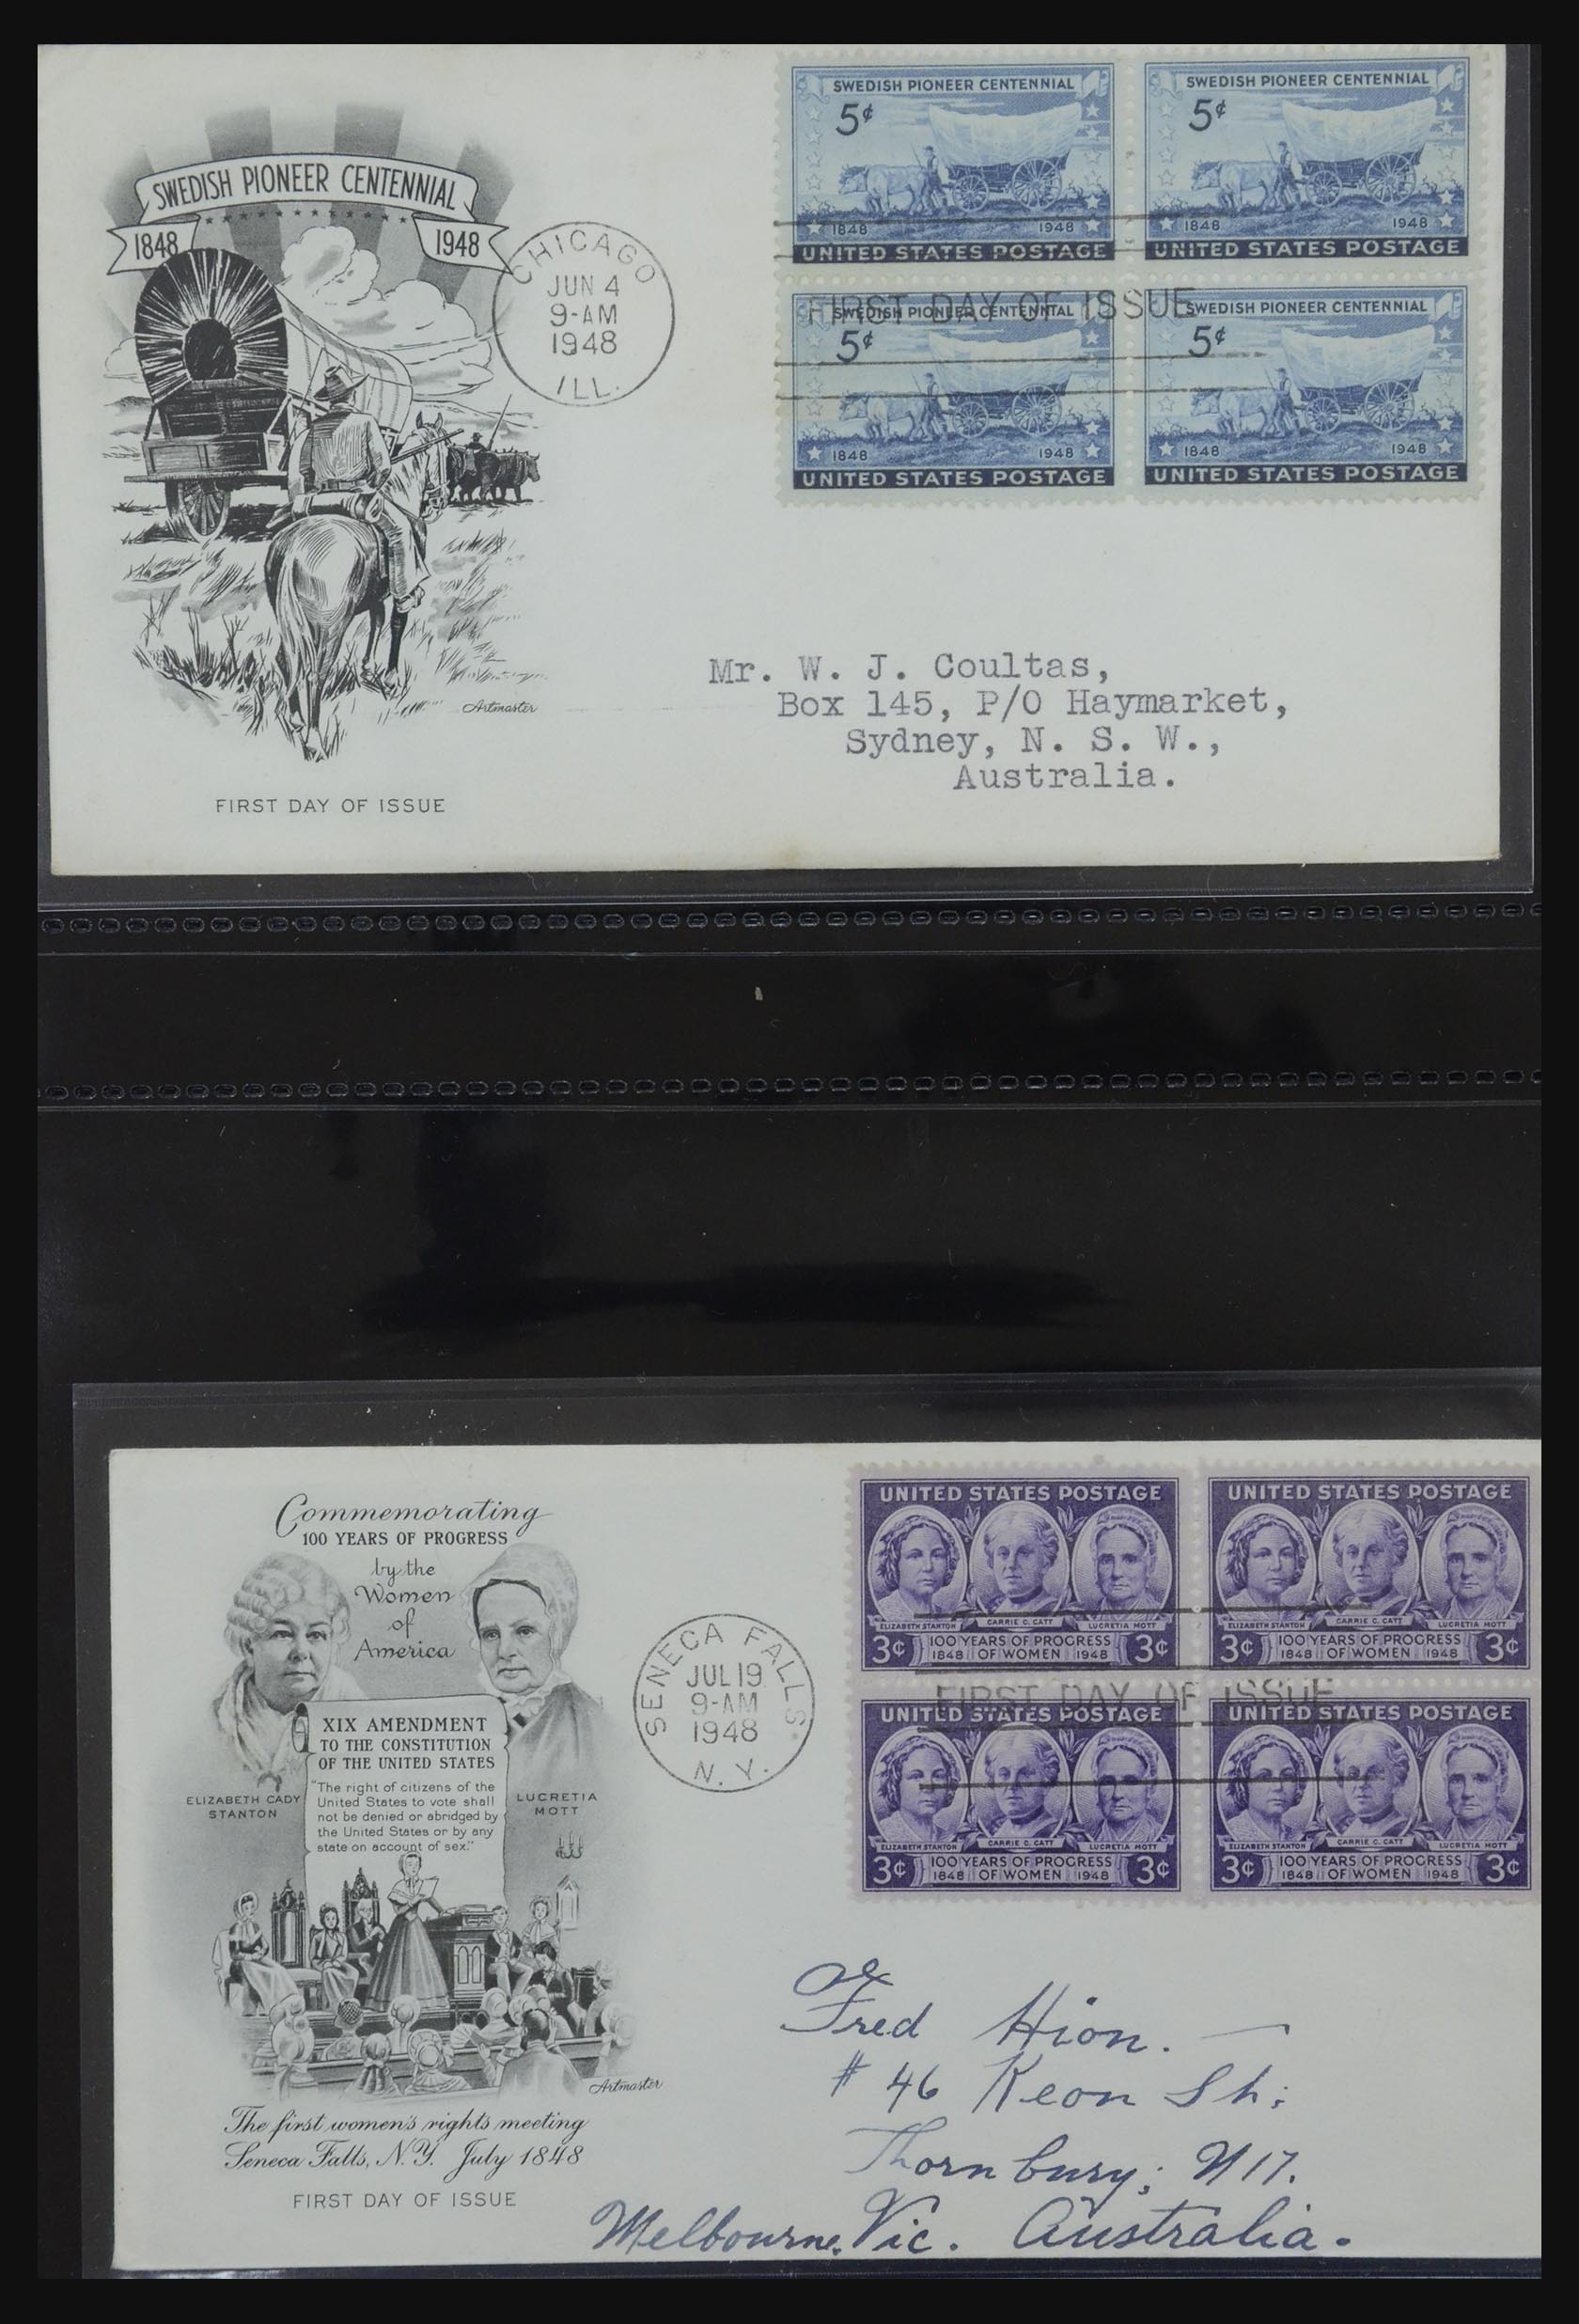 SWEDISH PIONEER CENTENNIAL
1848 1948
CHICAGO
JUN 4
9-AM
1948
ILL.
SWEDISH PIONEER CENTENNIAL
5¢
1848 1948
UNITED STATES POSTAGE
SWEDISH PIONEER CENTENNIAL
5¢
1848 1948
UNITED STATES POSTAGE
FIRST DAY OF ISSUE
SWEDISH PIONEER CENTENNIAL
5¢
1848 1948
UNITED STATES POSTAGE
SWEDISH PIONEER CENTENNIAL
5¢
1848 1948
UNITED STATES POSTAGE
Artmaster
FIRST DAY OF ISSUE
Mr. W. J. Coultas,
Box 145, P/O Haymarket,
Sydney, N. S. W.,
Australia.
Commemorating
100 YEARS OF PROGRESS
by the
Women
of
America
XIX AMENDMENT
TO THE CONSTITUTION
OF THE UNITED STATES
"The right of citizens of the
United States to vote shall
not be denied or abridged by
the United States or by any
state on account of sex."
ELIZABETH CADY
STANTON
LUCRETIA
MOTT
Artmaster
The first women's rights meeting
Seneca Falls, N.Y. July 1848
FIRST DAY OF ISSUE
SENECA FALLS
JUL 19
9-AM
1948
N. Y.
UNITED STATES POSTAGE
ELIZABETH STANTON CARRIE C. CATT LUCRETIA MOTT
3¢ 100 YEARS OF PROGRESS 3¢
1848 OF WOMEN 1948
UNITED STATES POSTAGE
ELIZABETH STANTON CARRIE C. CATT LUCRETIA MOTT
3¢ 100 YEARS OF PROGRESS 3¢
1848 OF WOMEN 1948
FIRST DAY OF ISSUE
UNITED STATES POSTAGE
ELIZABETH STANTON CARRIE C. CATT LUCRETIA MOTT
3¢ 100 YEARS OF PROGRESS 3¢
1848 OF WOMEN 1948
UNITED STATES POSTAGE
ELIZABETH STANTON CARRIE C. CATT LUCRETIA MOTT
3¢ 100 YEARS OF PROGRESS 3¢
1848 OF WOMEN 1948
Fred Hion.
# 46 Keon Sh:
Thornbury; N17.
Melbourne. Vic. Australia.